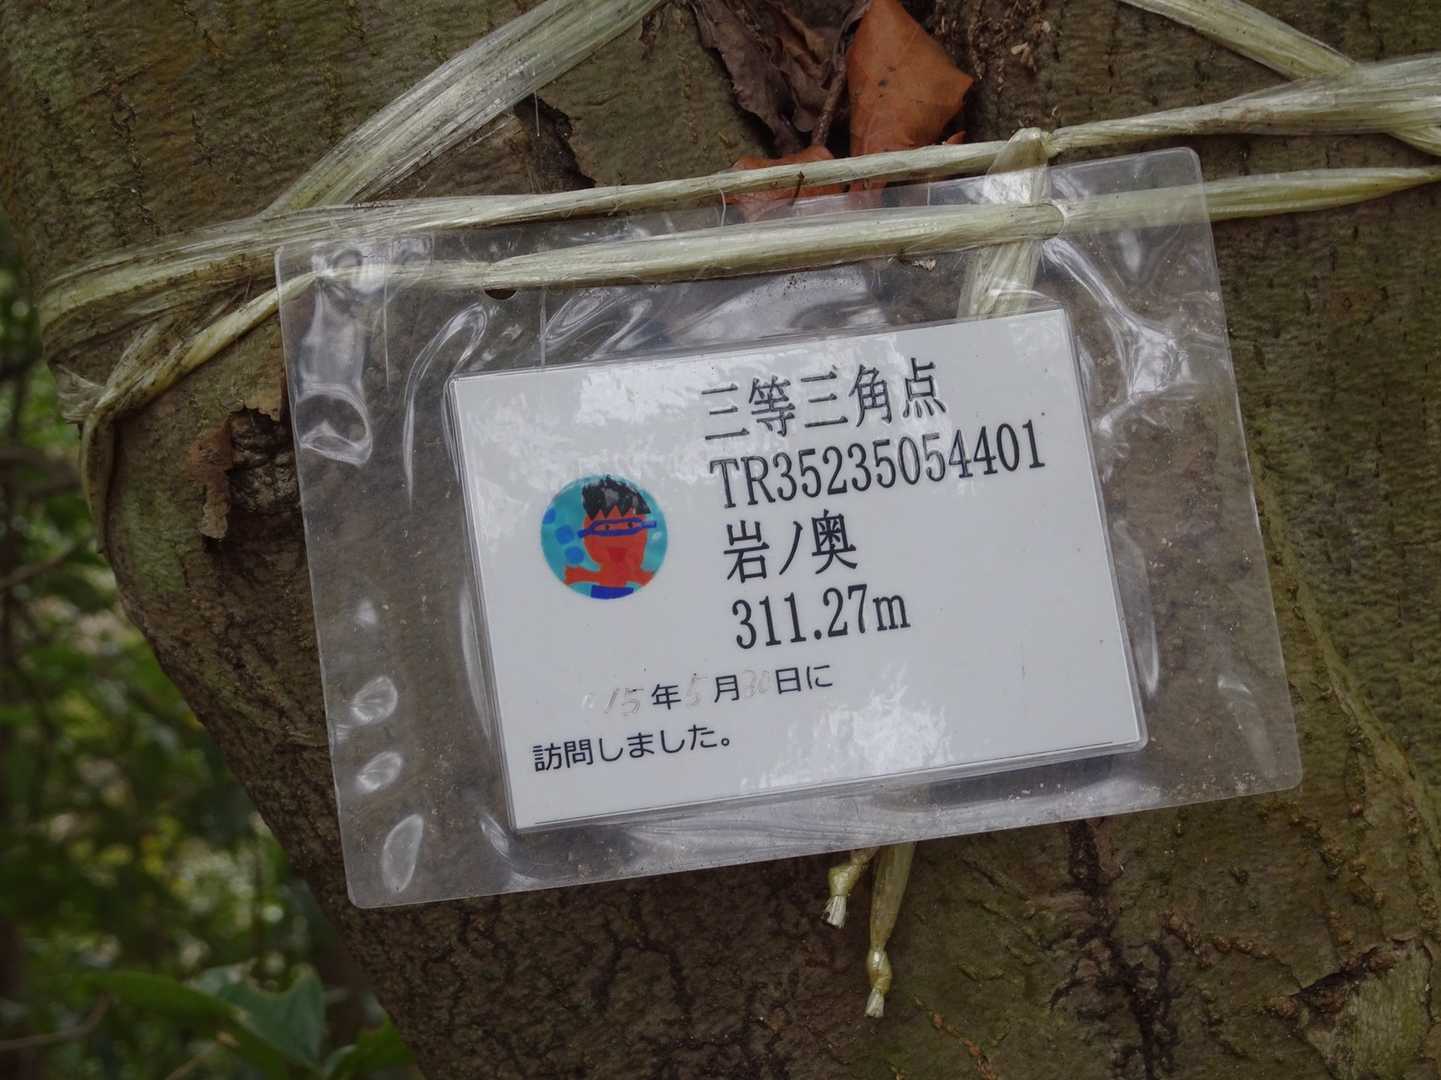 三等三角点
TR35235054401
岩ノ奥
311.27m
'15年5月30日に
訪問しました。